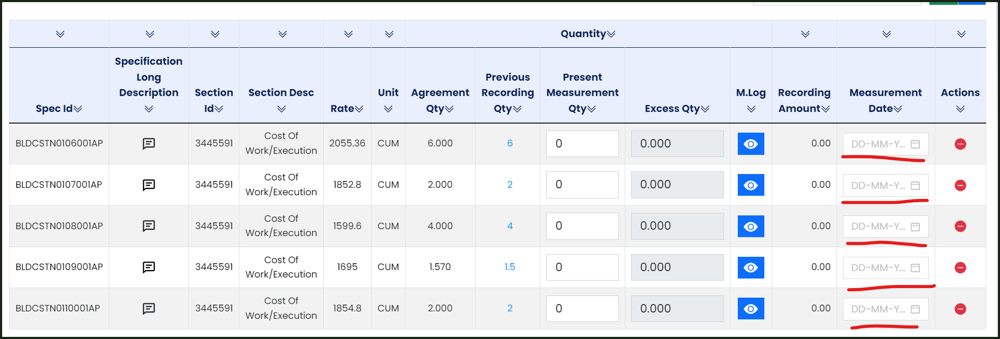 Quantity
Spec Id
Specification
Long
Description
Section
Id
Section Desc
Rate
Unit
Agreement
Qty
Previous
Recording
Qty
Present
Measurement
Qty
Excess Qty
M.Log
Recording
Amount
Measurement
Date
Actions
BLDCSTN0106001AP 3445591 Cost Of Work/Execution 2055.36 CUM 6.000 6 0 0.000 0.00 DD-MM-Y...
BLDCSTN0107001AP 3445591 Cost Of Work/Execution 1852.8 CUM 2.000 2 0 0.000 0.00 DD-MM-Y...
BLDCSTN0108001AP 3445591 Cost Of Work/Execution 1599.6 CUM 4.000 4 0 0.000 0.00 DD-MM-Y...
BLDCSTN0109001AP 3445591 Cost Of Work/Execution 1695 CUM 1.570 1.5 0 0.000 0.00 DD-MM-Y...
BLDCSTN0110001AP 3445591 Cost Of Work/Execution 1854.8 CUM 2.000 2 0 0.000 0.00 DD-MM-Y...